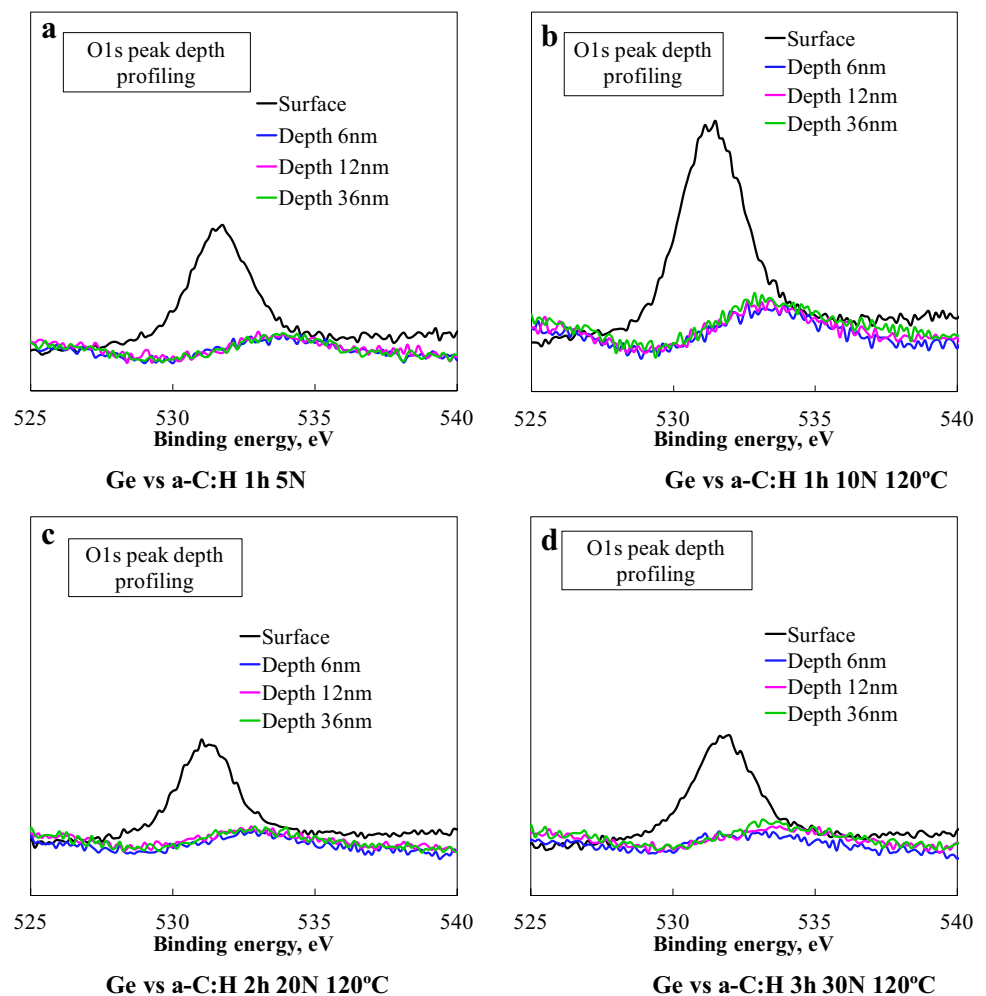 a
O1s peak depth
profiling
Surface
Depth 6nm
Depth 12nm
Depth 36nm
525 530 535 540
Binding energy, eV
Ge vs a-C:H 1h 5N
b
O1s peak depth
profiling
Surface
Depth 6nm
Depth 12nm
Depth 36nm
525 530 535 540
Binding energy, eV
Ge vs a-C:H 1h 10N 120ºC
c
O1s peak depth
profiling
Surface
Depth 6nm
Depth 12nm
Depth 36nm
525 530 535 540
Binding energy, eV
Ge vs a-C:H 2h 20N 120ºC
d
O1s peak depth
profiling
Surface
Depth 6nm
Depth 12nm
Depth 36nm
525 530 535 540
Binding energy, eV
Ge vs a-C:H 3h 30N 120ºC